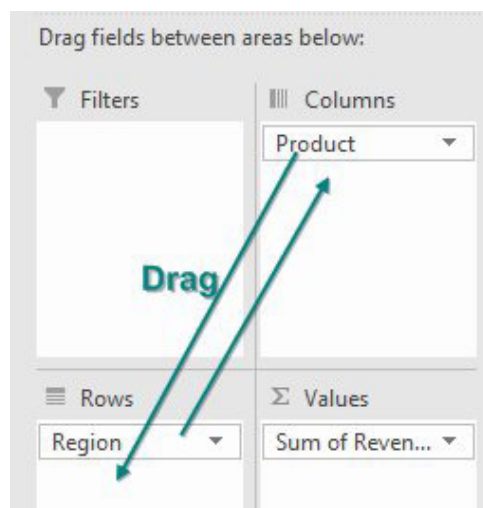 Drag fields between areas below:
Filters
Columns
Product
Drag
Rows
Σ Values
Region
Sum of Reven...